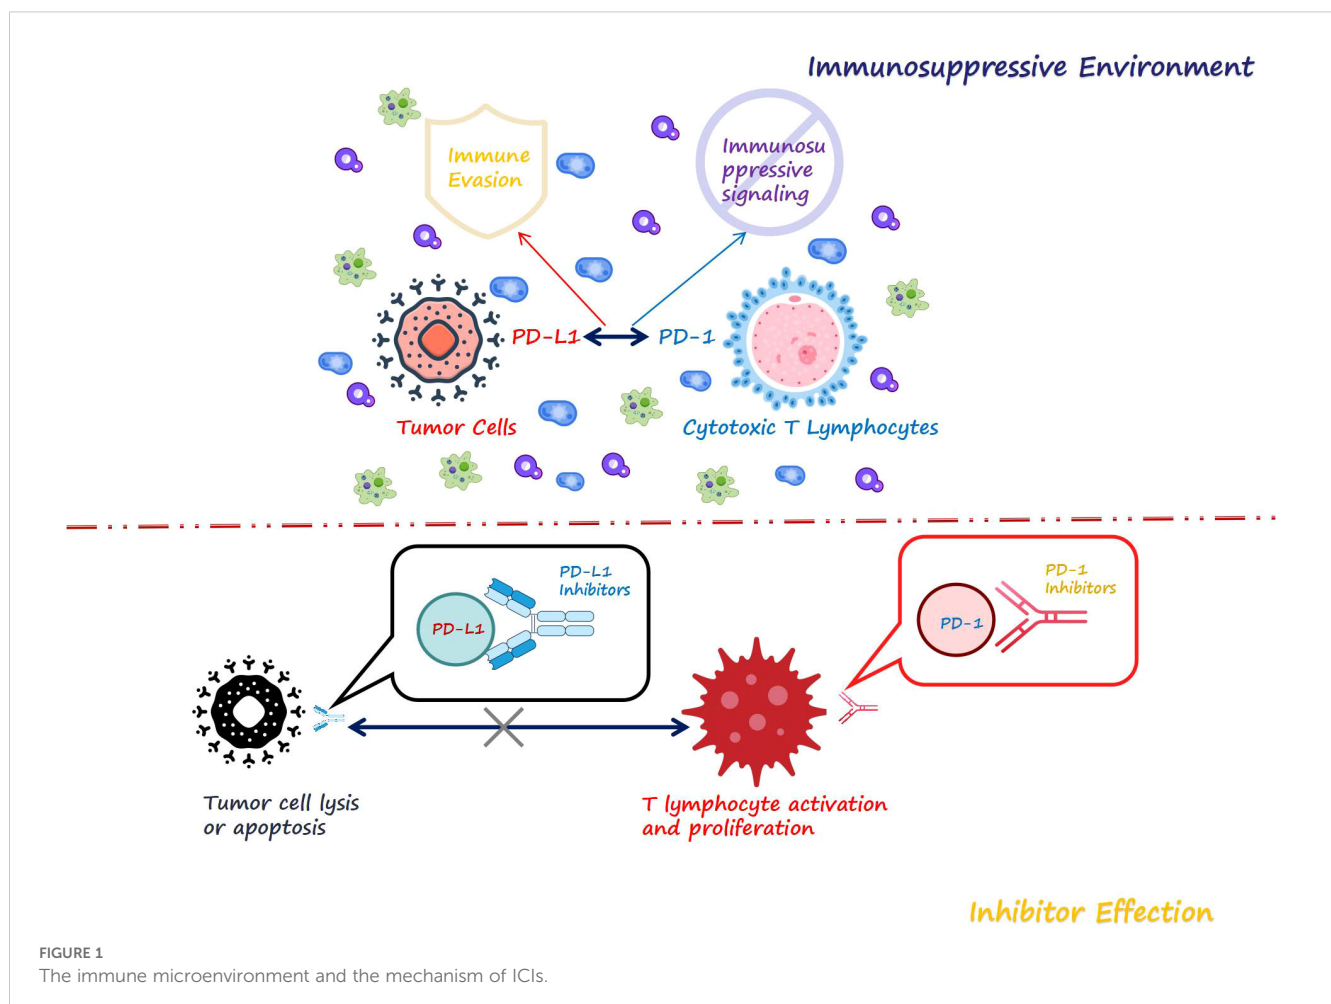 Immunosuppressive Environment
Immune
Evasion
Immunosu
ppressive
signaling
PD-L1
PD-1
Tumor Cells
Cytotoxic T Lymphocytes
PD-L1
Inhibitors
PD-L1
PD-1
Inhibitors
PD-1
Tumor cell lysis
or apoptosis
T lymphocyte activation
and proliferation
Inhibitor Effection
FIGURE 1
The immune microenvironment and the mechanism of ICIs.